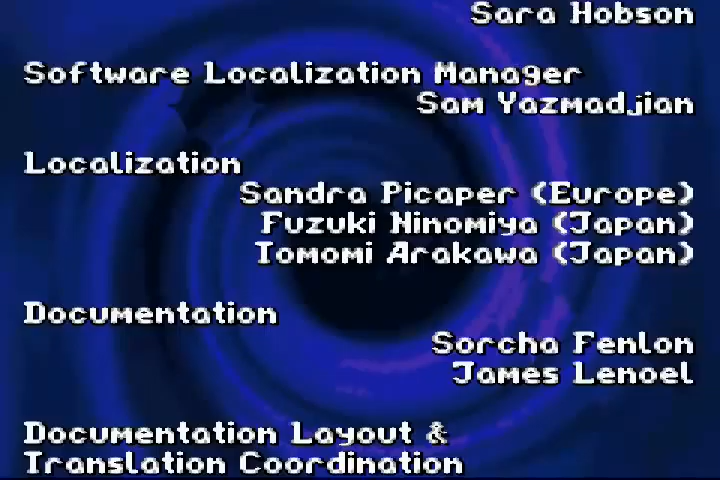 Sara Hobson
Software Localization Manager
Sam Yazmadjian
Localization
Sandra Picaper (Europe)
Fuzuki Ninomiya (Japan)
Tomomi Arakawa (Japan)
Documentation
Sorcha Fenlon
James Lenoel
Documentation Layout &
Translation Coordination